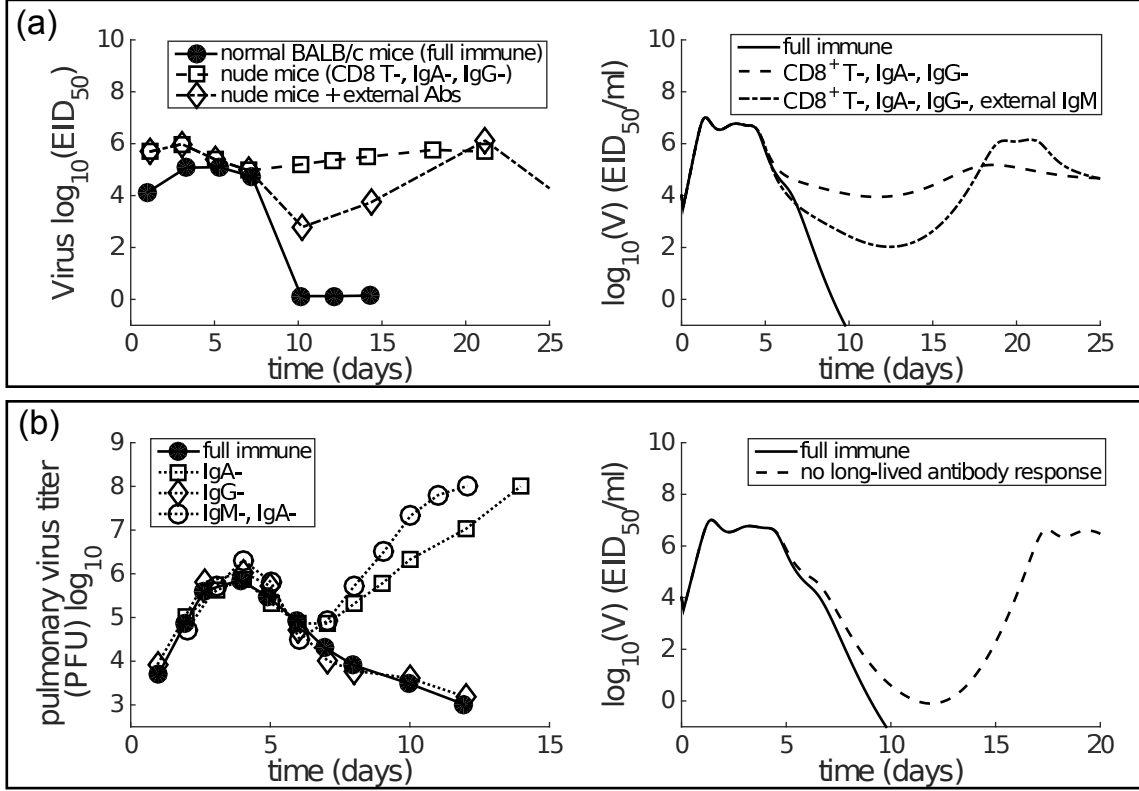 (a)
Virus log10(EID50)
10
8
6
4
2
0
normal BALB/c mice (full immune)
nude mice (CD8 T-, IgA-, IgG-)
nude mice + external Abs
0 5 10 15 20 25
time (days)
log10(V) (EID50/ml)
10
8
6
4
2
0
full immune
CD8+ T-, IgA-, IgG-
CD8+ T-, IgA-, IgG-, external IgM
0 5 10 15 20 25
time (days)
(b)
pulmonary virus titer
(PFU) log10
9
8
7
6
5
4
3
full immune
IgA-
IgG-
IgM-, IgA-
0 5 10 15
time (days)
log10(V) (EID50/ml)
10
8
6
4
2
0
full immune
no long-lived antibody response
0 5 10 15 20
time (days)